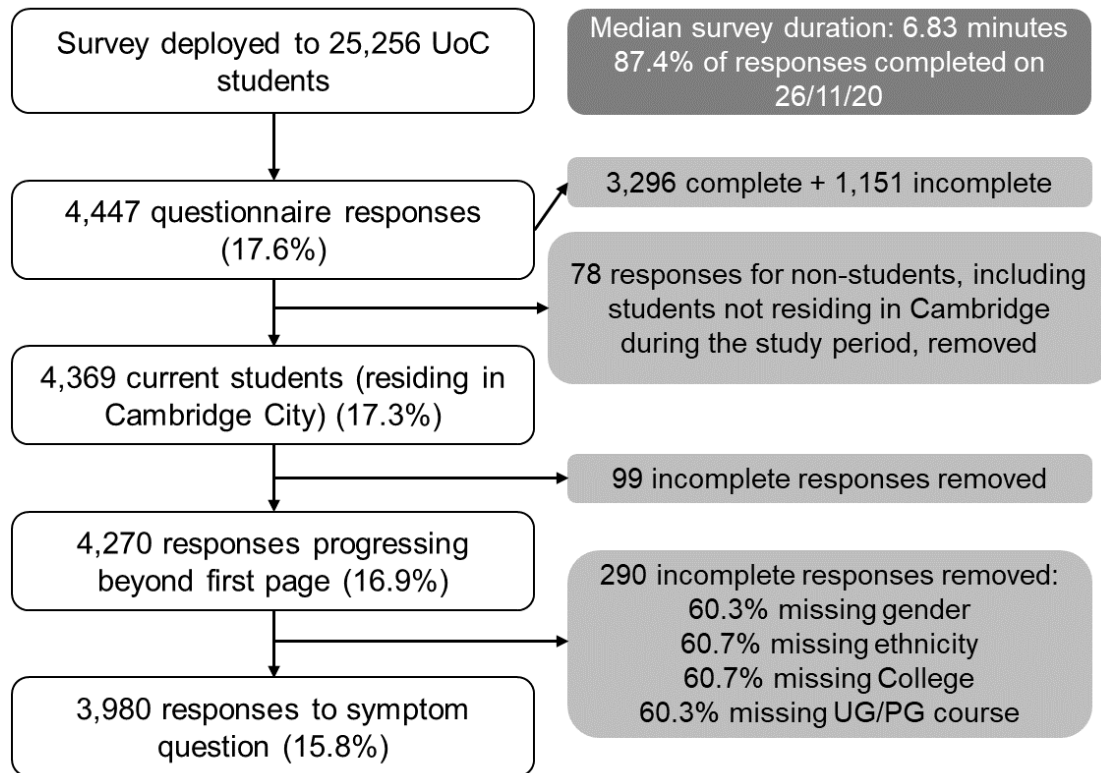 Survey deployed to 25,256 UoC
students
Median survey duration: 6.83 minutes
87.4% of responses completed on
26/11/20
4,447 questionnaire responses
(17.6%)
3,296 complete + 1,151 incomplete
78 responses for non-students, including
students not residing in Cambridge
during the study period, removed
4,369 current students (residing in
Cambridge City) (17.3%)
99 incomplete responses removed
4,270 responses progressing
beyond first page (16.9%)
290 incomplete responses removed:
60.3% missing gender
60.7% missing ethnicity
60.7% missing College
60.3% missing UG/PG course
3,980 responses to symptom
question (15.8%)